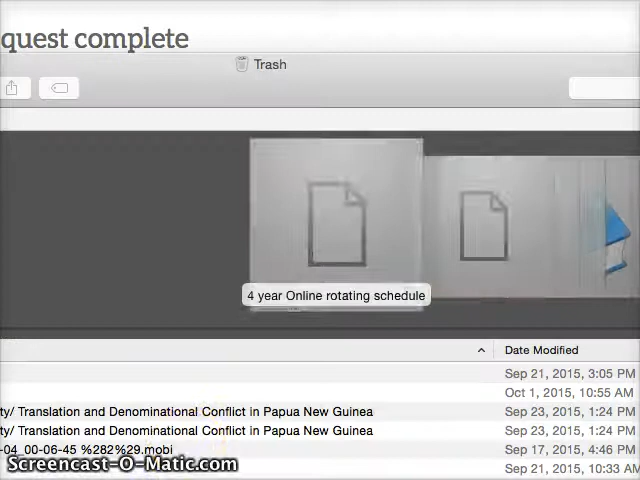 quest complete
Trash
4 year Online rotating schedule
Date Modified
Sep 21, 2015, 3:05 PM
Oct 1, 2015, 10:55 AM
ty/ Translation and Denominational Conflict in Papua New Guinea Sep 23, 2015, 1:24 PM
ty/ Translation and Denominational Conflict in Papua New Guinea Sep 23, 2015, 1:24 PM
-04_00-06-45 %282%29.mobi Sep 17, 2015, 4:46 PM
Sep 21, 2015, 10:33 AM
Screencast-O-Matic.com